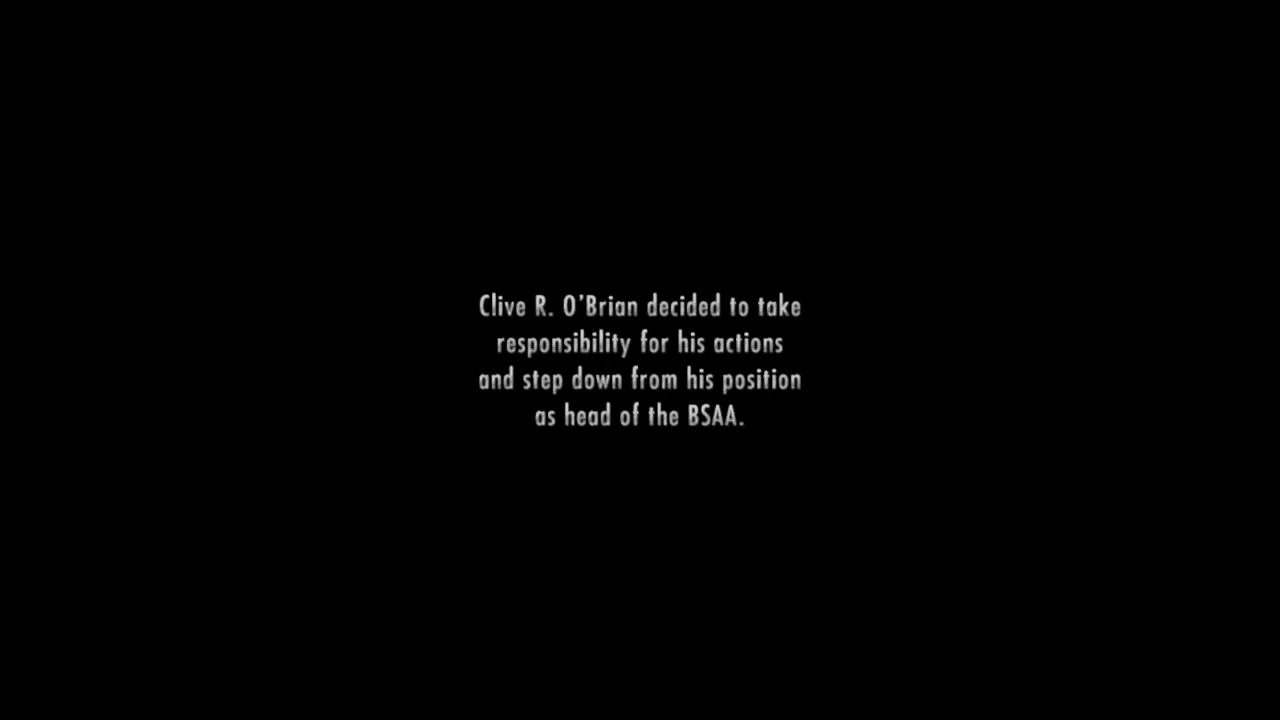 Clive R. O’Brian decided to take
responsibility for his actions
and step down from his position
as head of the BSAA.